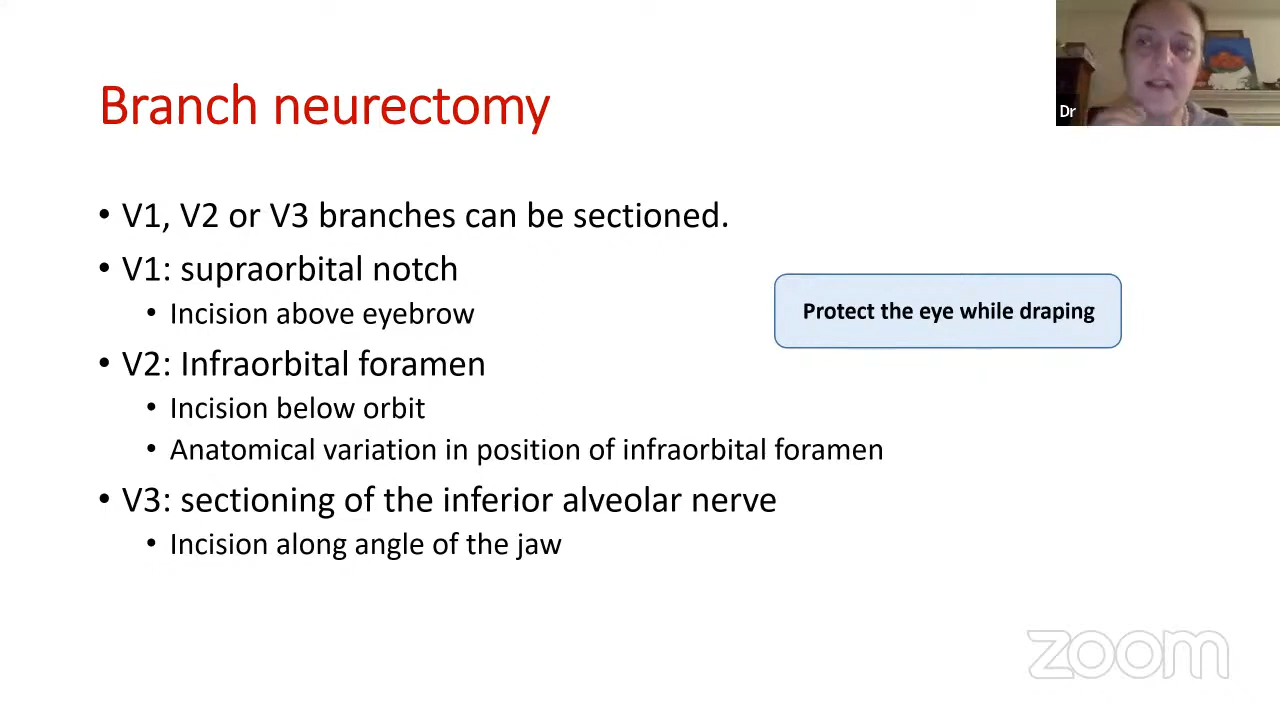 Branch neurectomy
Dr
• V1, V2 or V3 branches can be sectioned.
• V1: supraorbital notch
• Incision above eyebrow
Protect the eye while draping
• V2: Infraorbital foramen
• Incision below orbit
• Anatomical variation in position of infraorbital foramen
• V3: sectioning of the inferior alveolar nerve
• Incision along angle of the jaw
zoom